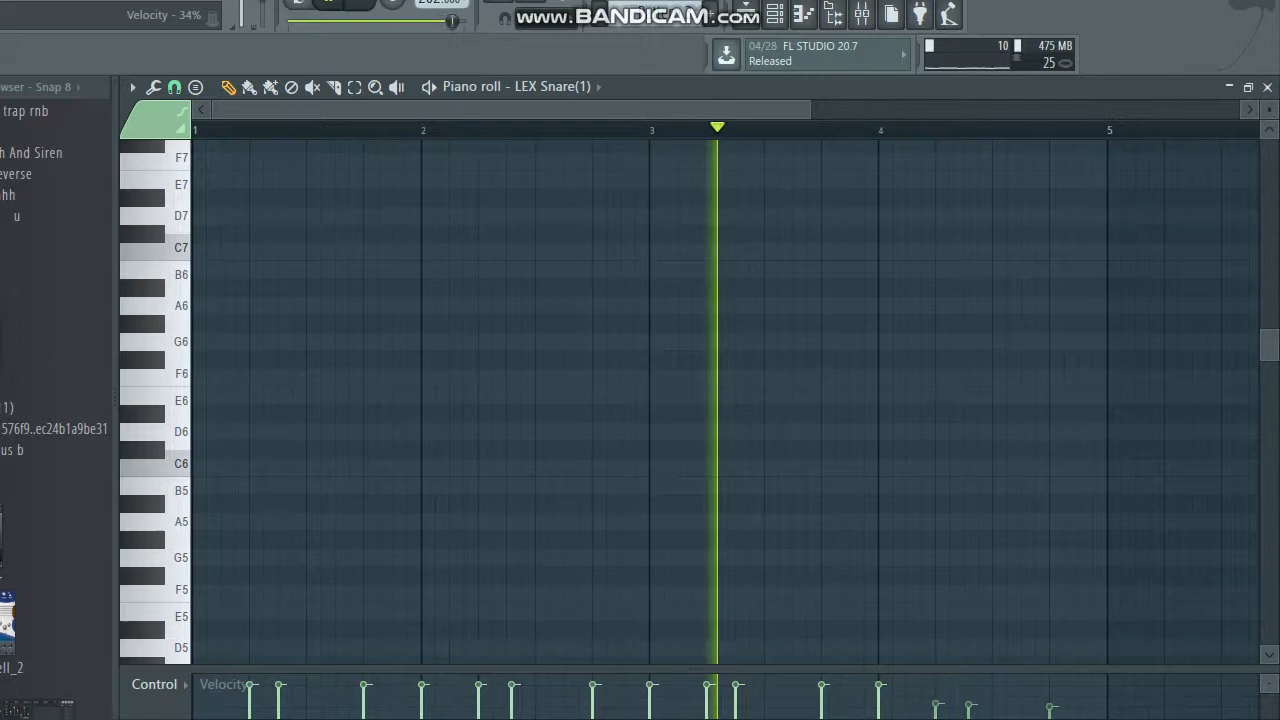 Velocity - 34%
www.BANDICAM.com
04/28 FL STUDIO 20.7
Released
10
475 MB
25
wser - Snap 8
Piano roll - LEX Snare(1)
trap rnb
1
2
3
4
5
h And Siren
everse
hh
u
F7
E7
D7
C7
B6
A6
G6
F6
E6
D6
C6
B5
A5
G5
F5
E5
D5
1)
576f9..ec24b1a9be31
us b
ell_2
Control
Velocity